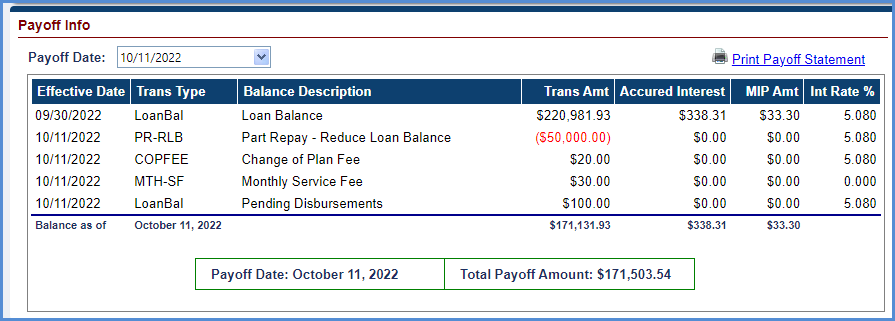 Payoff Info
Payoff Date: 10/11/2022 Print Payoff Statement
Effective Date Trans Type Balance Description Trans Amt Accured Interest MIP Amt Int Rate %
09/30/2022 LoanBal Loan Balance $220,981.93 $338.31 $33.30 5.080
10/11/2022 PR-RLB Part Repay - Reduce Loan Balance ($50,000.00) $0.00 $0.00 5.080
10/11/2022 COPFEE Change of Plan Fee $20.00 $0.00 $0.00 5.080
10/11/2022 MTH-SF Monthly Service Fee $30.00 $0.00 $0.00 0.000
10/11/2022 LoanBal Pending Disbursements $100.00 $0.00 $0.00 5.080
Balance as of October 11, 2022 $171,131.93 $338.31 $33.30
Payoff Date: October 11, 2022 Total Payoff Amount: $171,503.54